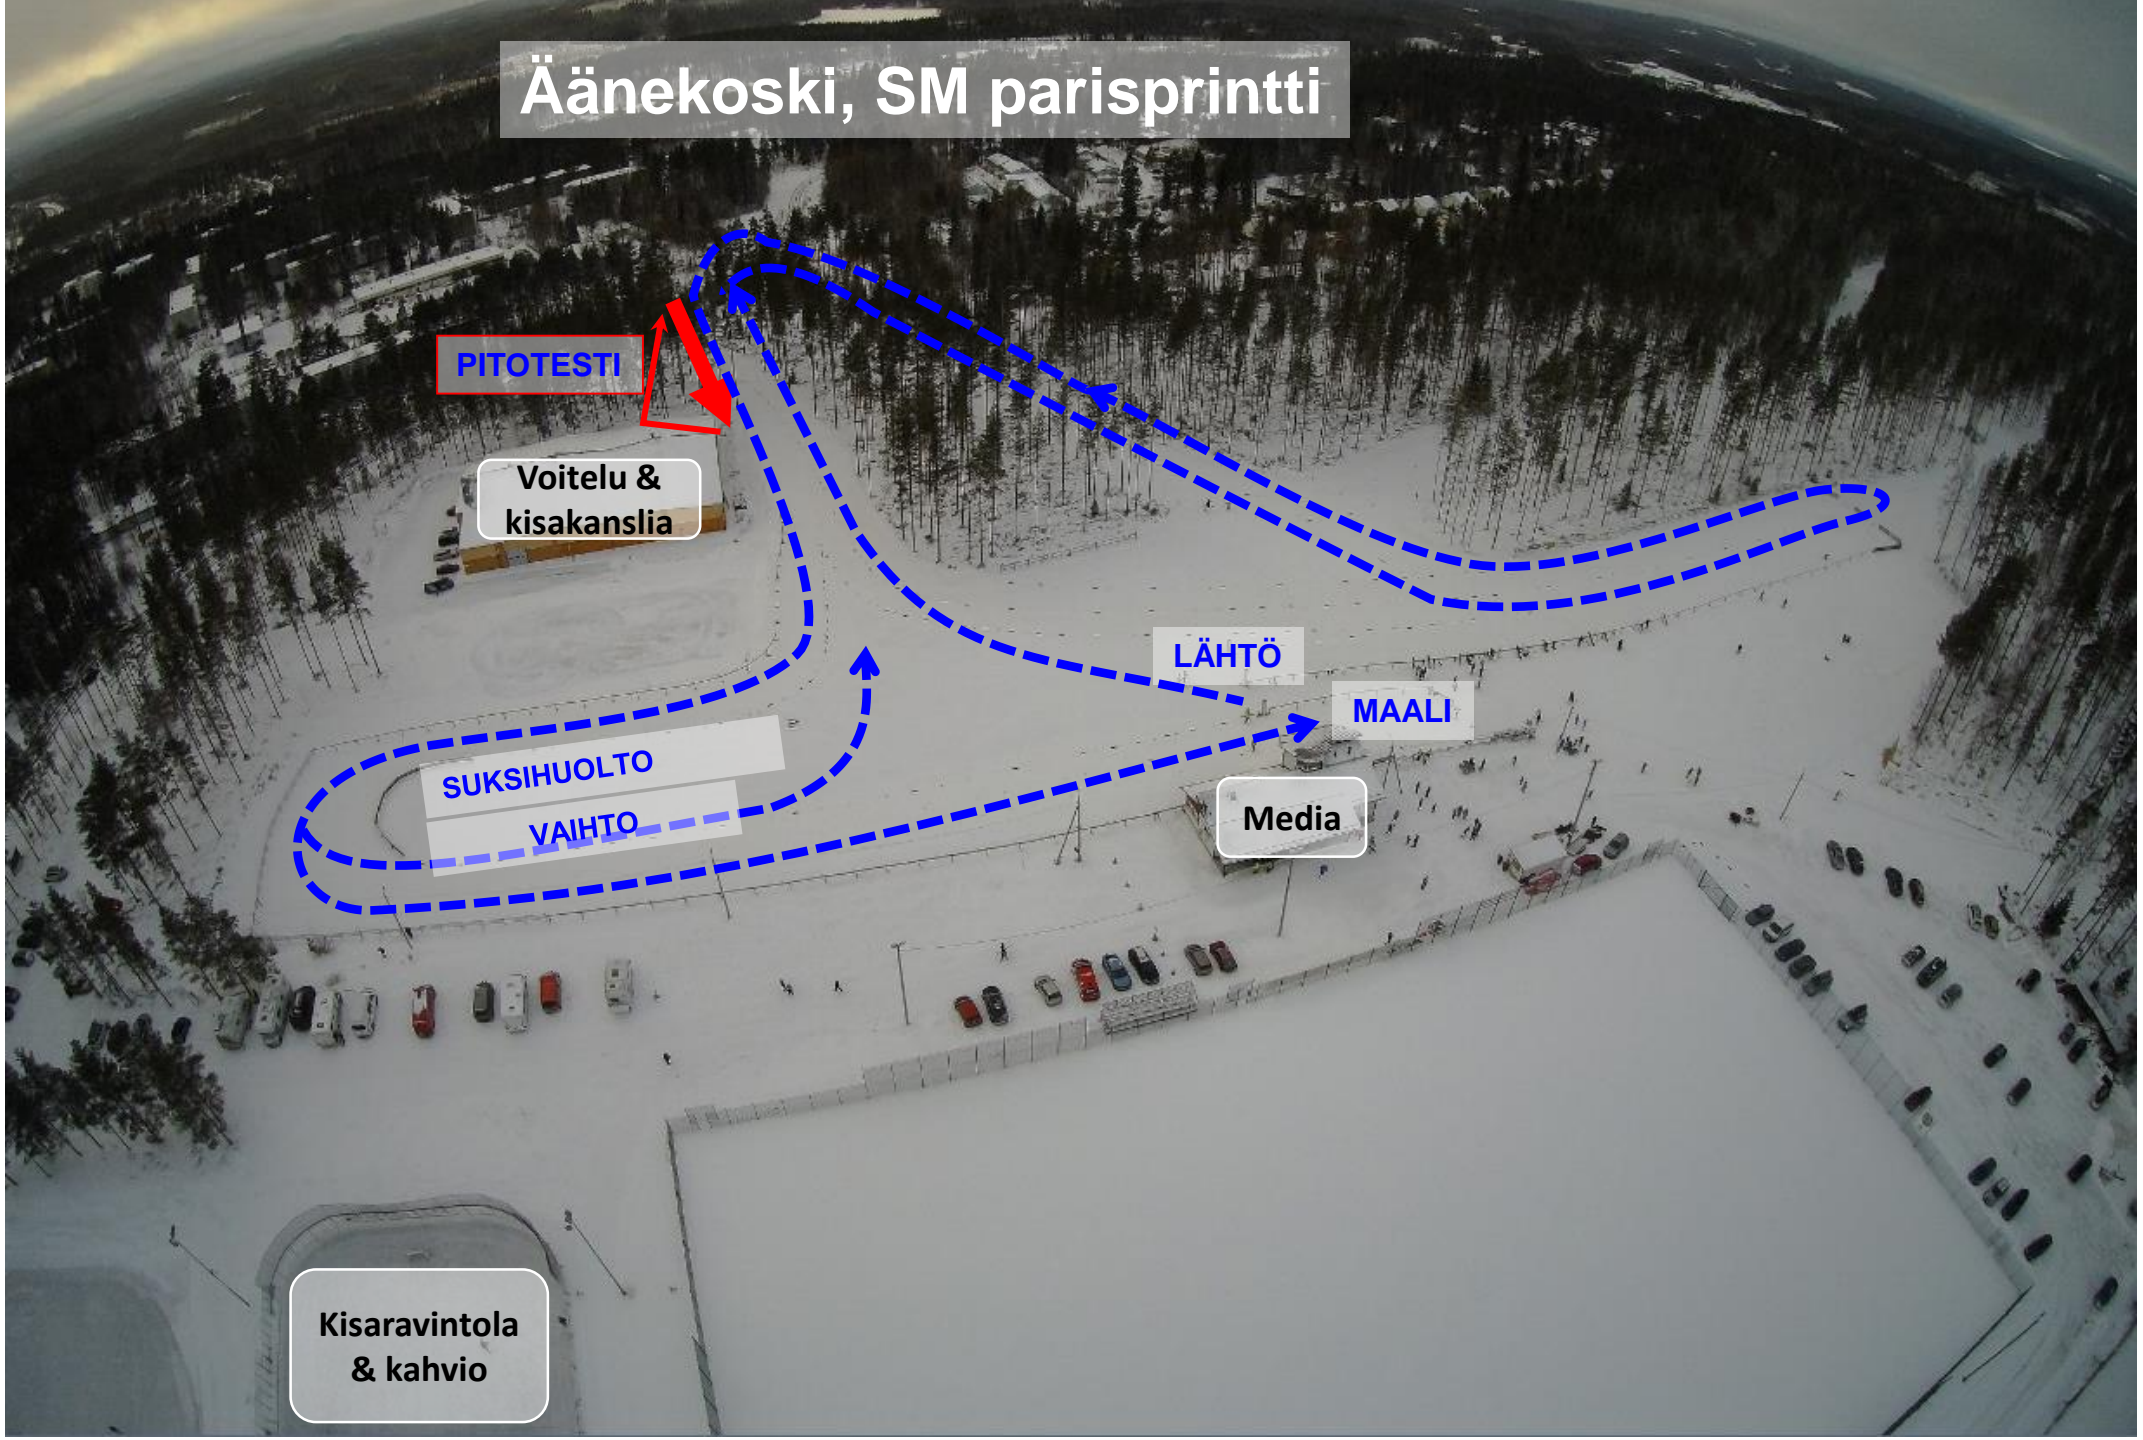 Äänekoski, SM parisprintti
PITOTESTI
Voitelu &
kisakanslia
LÄHTÖ
MAALI
SUKSIHUOLTO
VAIHTO
Media
Kisaravintola
& kahvio